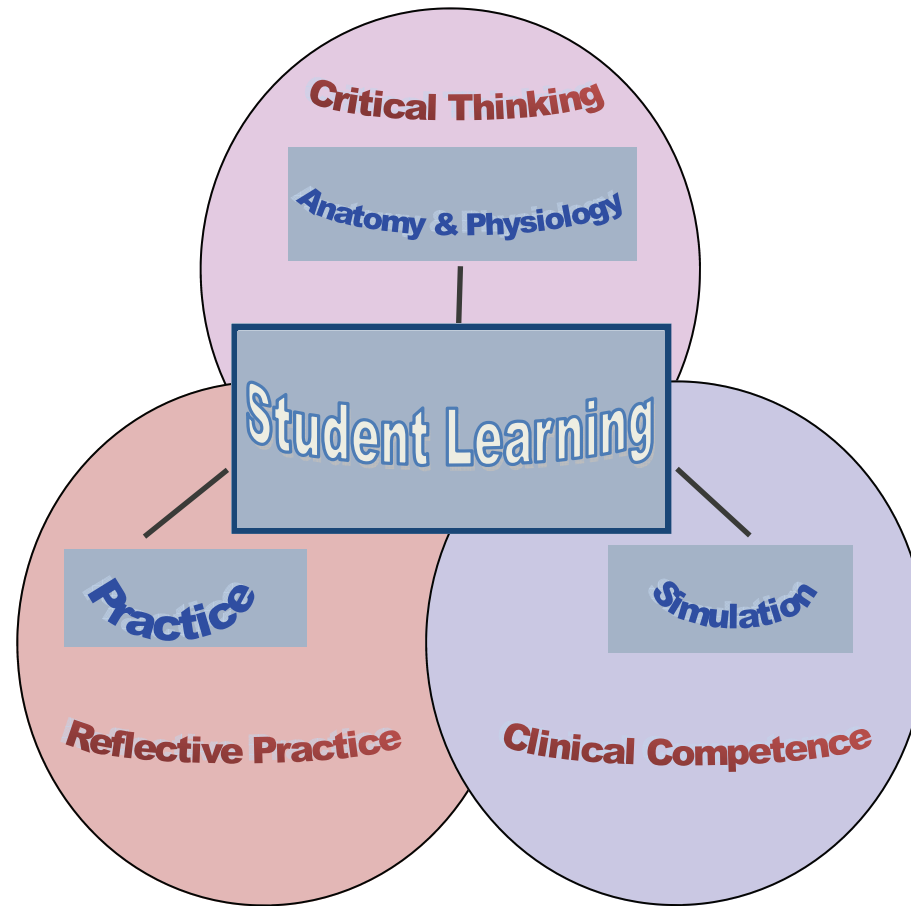 Critical Thinking
Anatomy & Physiology
Student Learning
Practice
Simulation
Reflective Practice
Clinical Competence